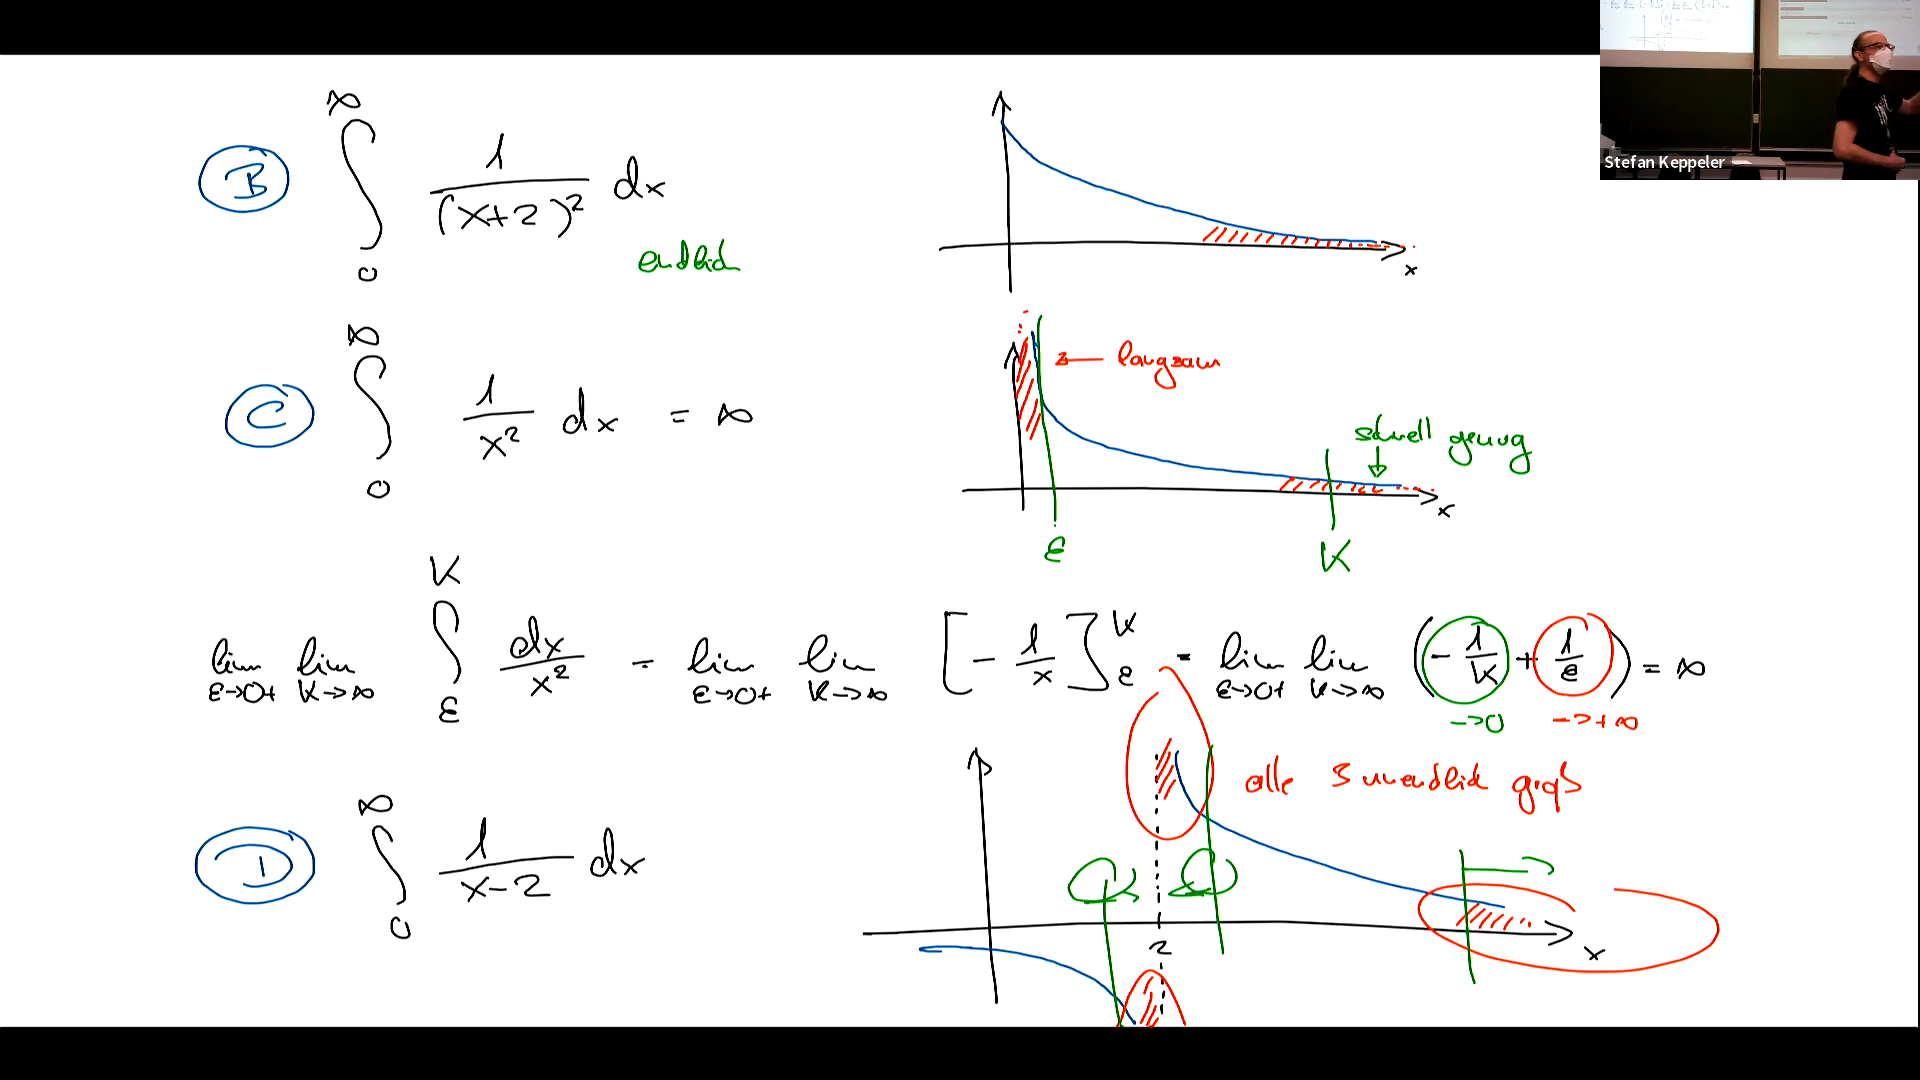 Stefan Keppeler
B ∫₀^∞ 1/(x+2)² dx
endlich
x
C ∫₀^∞ 1/x² dx = ∞
langsam
schnell genug
x
ε K
lim ε→0+ lim K→∞ ∫_ε^K dx/x² = lim ε→0+ lim K→∞ [-1/x]_ε^K = lim ε→0+ lim K→∞ (-1/K + 1/ε) = ∞
→0 →+∞
alle 3 unendlich groß
D ∫₀^∞ 1/(x-2) dx
2
x